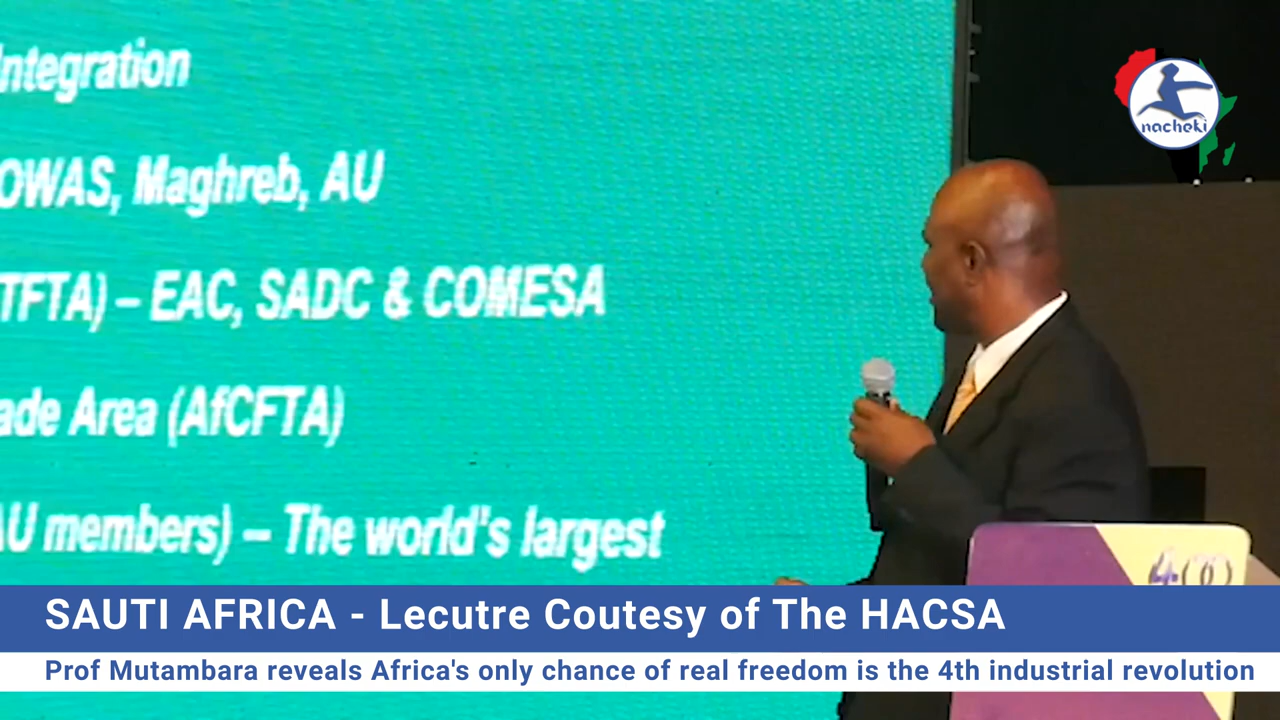 Integration
OWAS, Maghreb, AU
TFTA) – EAC, SADC & COMESA
ade Area (AfCFTA)
AU members) – The world's largest
nacheki
SAUTI AFRICA - Lecutre Coutesy of The HACSA
Prof Mutambara reveals Africa's only chance of real freedom is the 4th industrial revolution